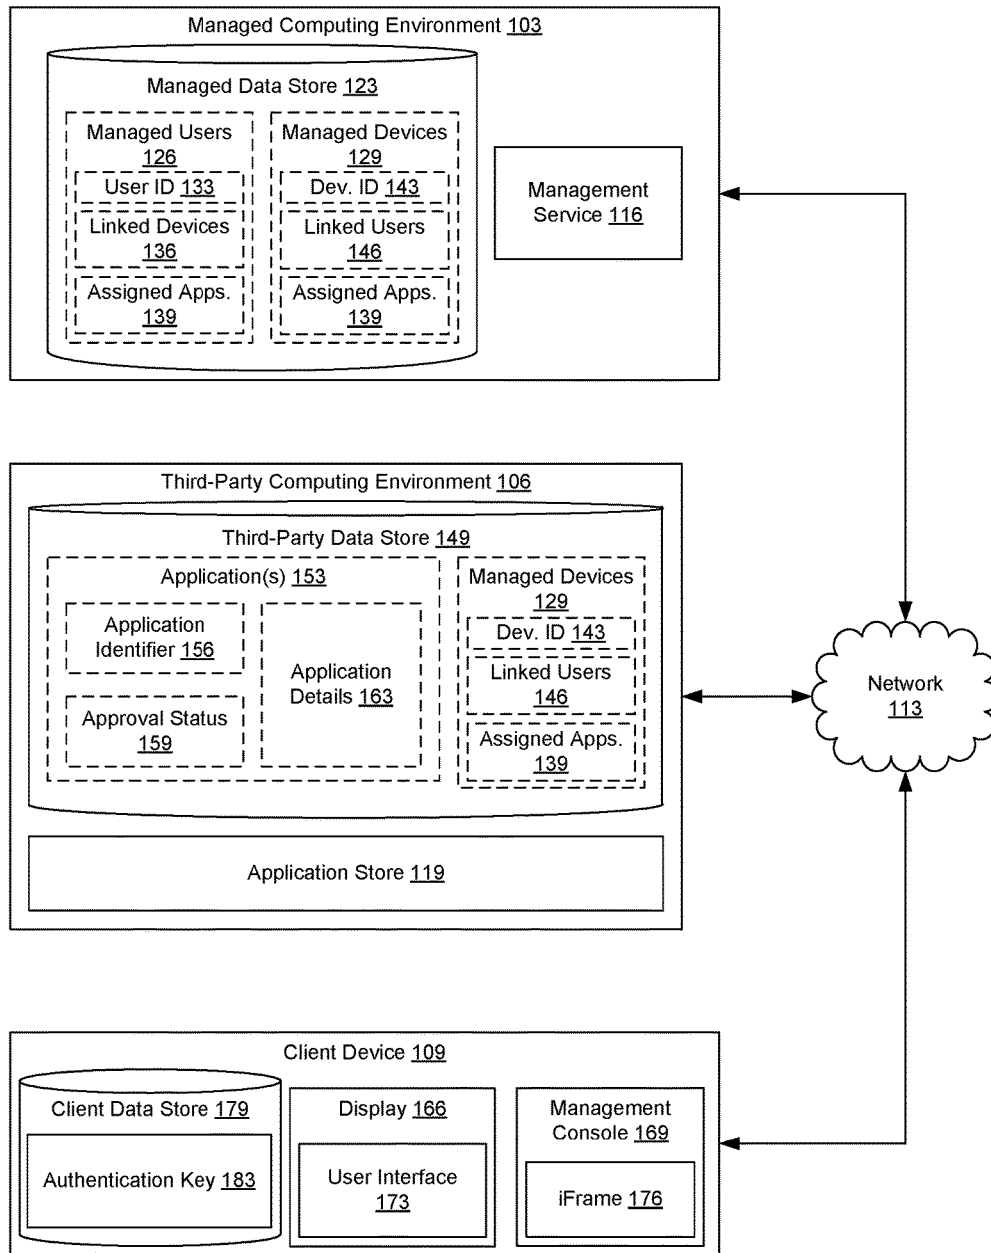 Managed Computing Environment 103
Managed Data Store 123
Managed Users
126
User ID 133
Linked Devices
136
Assigned Apps.
139
Managed Devices
129
Dev. ID 143
Linked Users
146
Assigned Apps.
139
Management
Service 116
Third-Party Computing Environment 106
Third-Party Data Store 149
Application(s) 153
Application
Identifier 156
Approval Status
159
Application
Details 163
Managed Devices
129
Dev. ID 143
Linked Users
146
Assigned Apps.
139
Application Store 119
Network
113
Client Device 109
Client Data Store 179
Authentication Key 183
Display 166
User Interface
173
Management
Console 169
iFrame 176